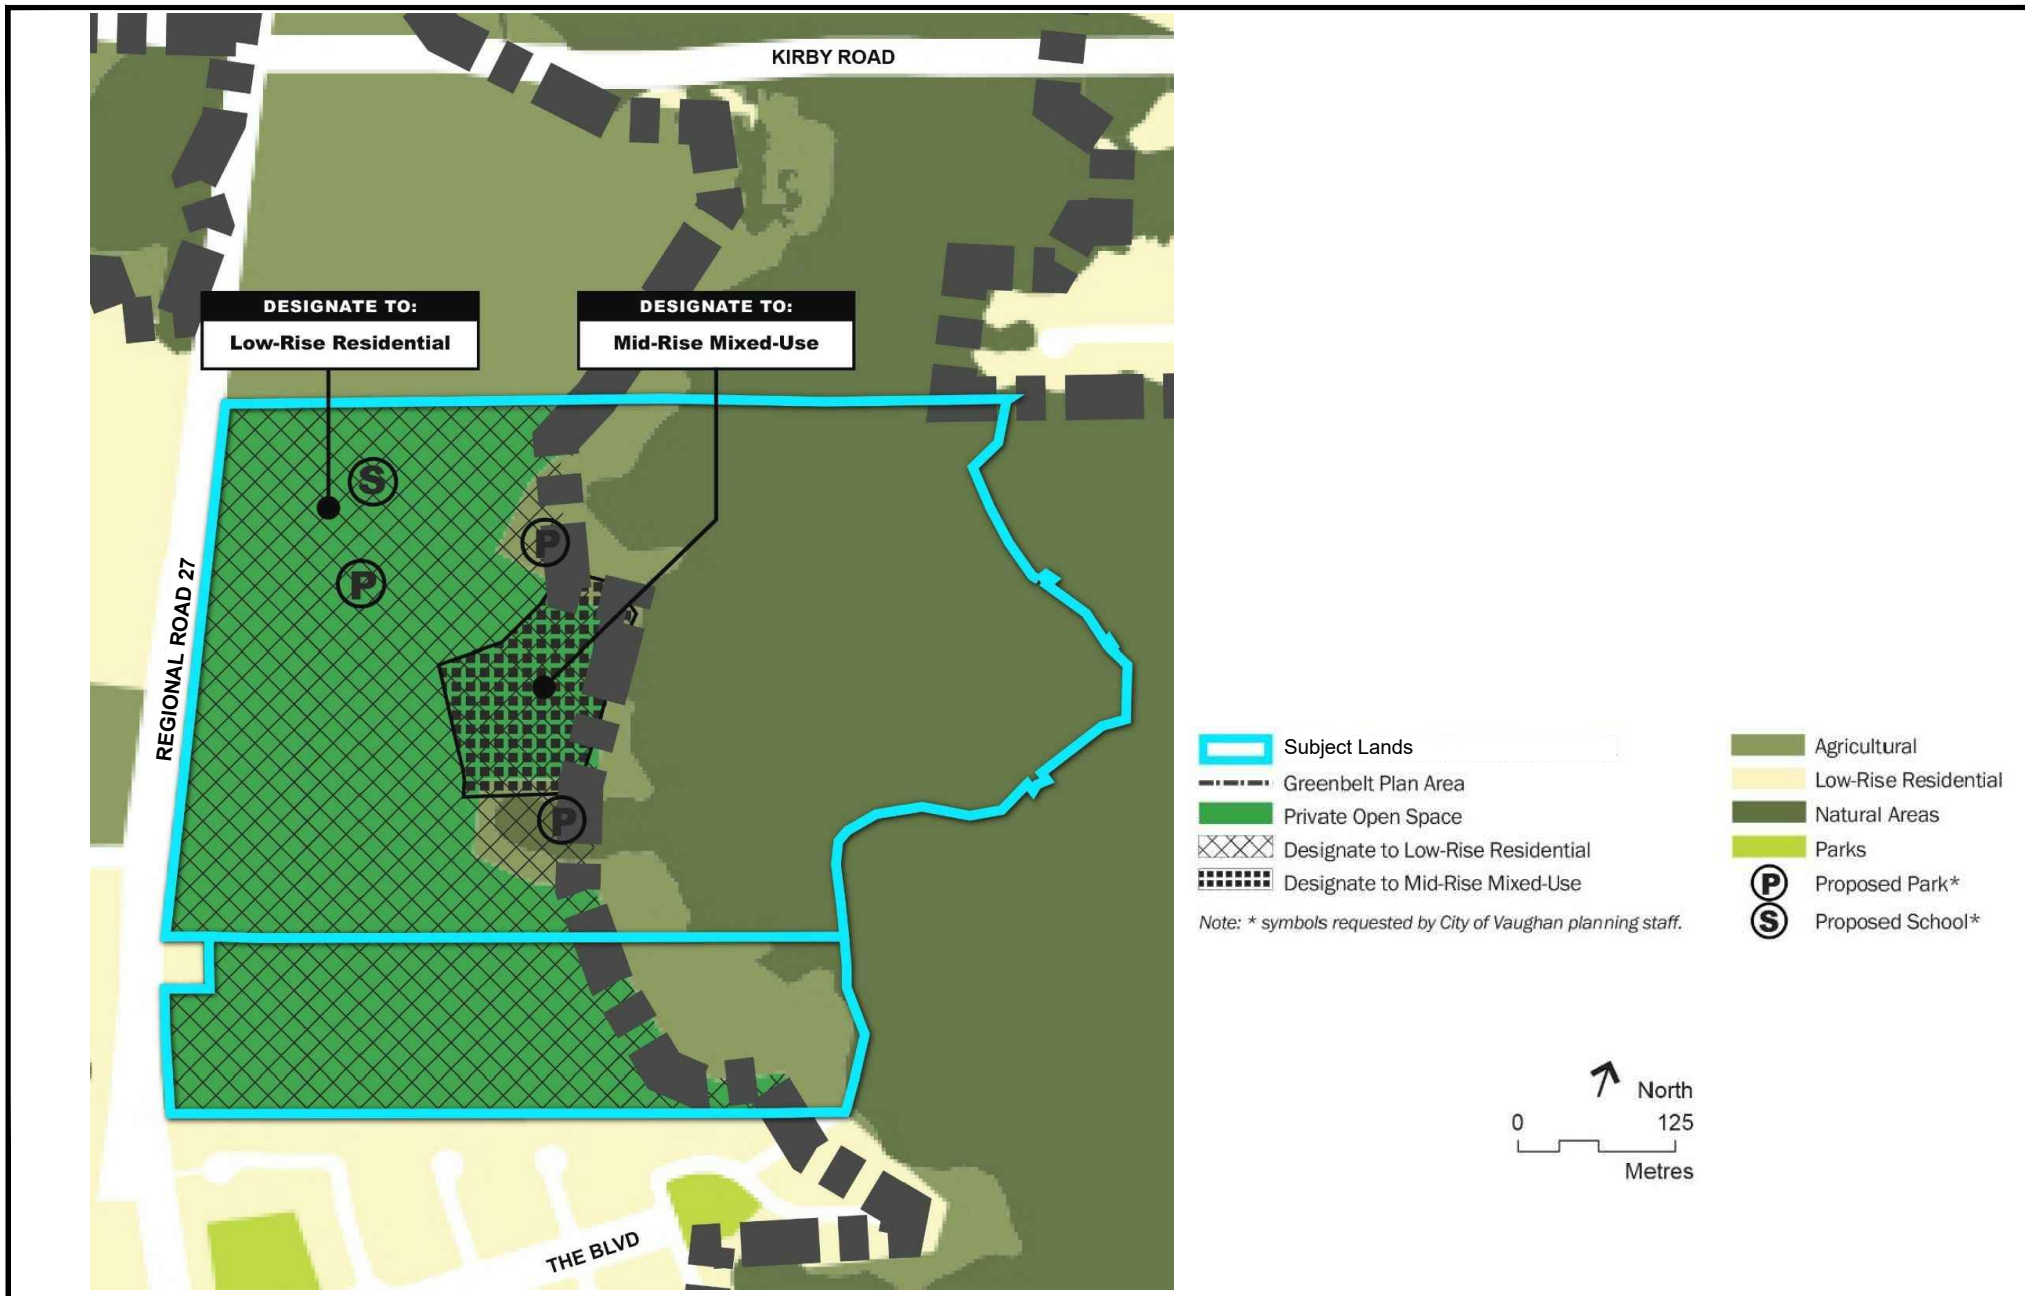 KIRBY ROAD
DESIGNATE TO:
Low-Rise Residential
DESIGNATE TO:
Mid-Rise Mixed-Use
S
P
P
REGIONAL ROAD 27
P
THE BLVD
Subject Lands
Greenbelt Plan Area
Private Open Space
Designate to Low-Rise Residential
Designate to Mid-Rise Mixed-Use
Note: * symbols requested by City of Vaughan planning staff.
Agricultural
Low-Rise Residential
Natural Areas
Parks
P Proposed Park*
S Proposed School*
North
0 125
Metres